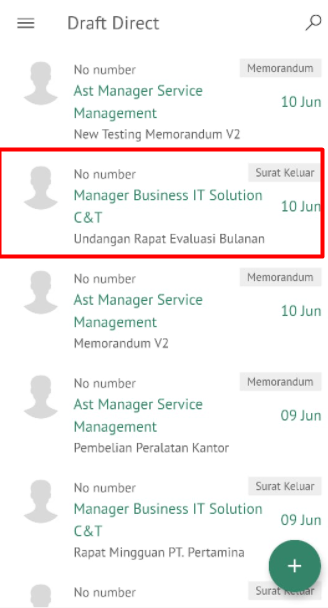 Draft Direct
No number
Memorandum
Ast Manager Service
Management
10 Jun
New Testing Memorandum V2
No number
Surat Keluar
Manager Business IT Solution
C&T
10 Jun
Undangan Rapat Evaluasi Bulanan
No number
Memorandum
Ast Manager Service
Management
10 Jun
Memorandum V2
No number
Memorandum
Ast Manager Service
Management
09 Jun
Pembelian Peralatan Kantor
No number
Surat Keluar
Manager Business IT Solution
C&T
09 Jun
Rapat Mingguan PT. Pertamina
+
No number
Surat Keluar